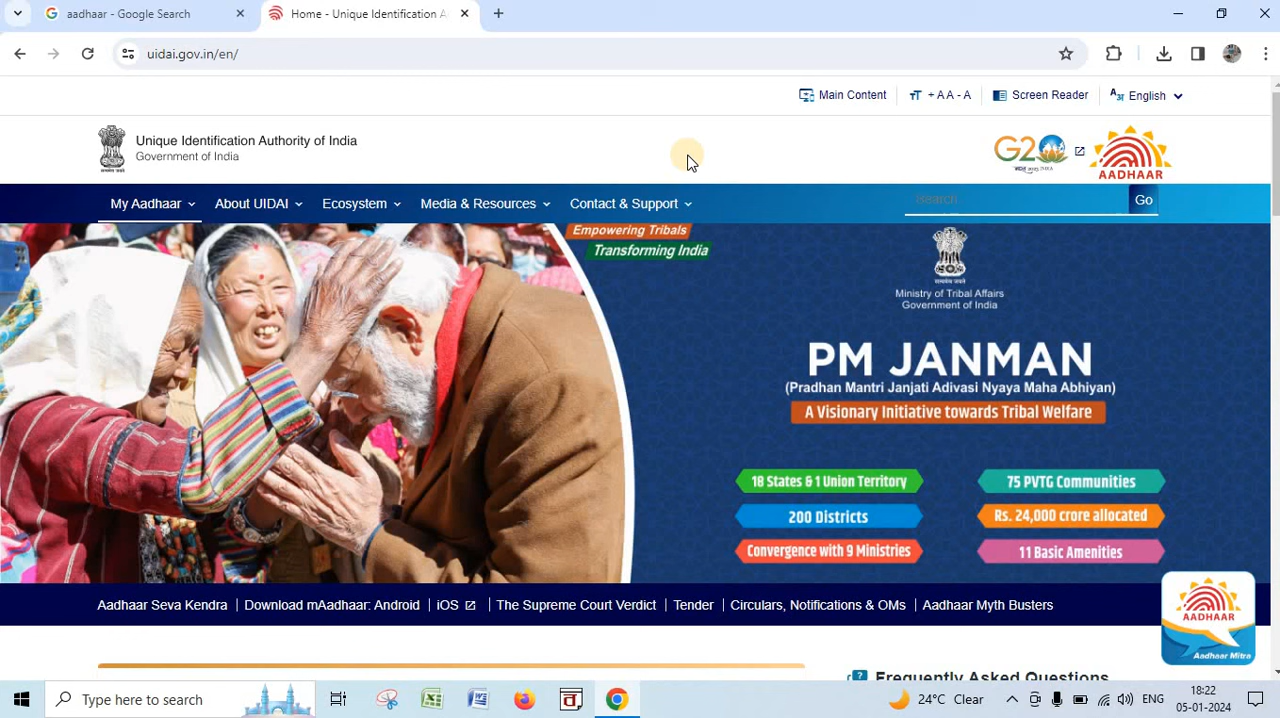 aadhaar - Google Search
Home - Unique Identification A
uidai.gov.in/en/
Main Content
+ A A - A
Screen Reader
English
Unique Identification Authority of India
Government of India
G20
AADHAAR
My Aadhaar
About UIDAI
Ecosystem
Media & Resources
Contact & Support
search
Go
Empowering Tribals
Transforming India
सत्यमेव जयते
Ministry of Tribal Affairs
Government of India
PM JANMAN
(Pradhan Mantri Janjati Adivasi Nyaya Maha Abhiyan)
A Visionary Initiative towards Tribal Welfare
18 States & 1 Union Territory
75 PVTG Communities
200 Districts
Rs. 24,000 crore allocated
Convergence with 9 Ministries
11 Basic Amenities
Aadhaar Seva Kendra
Download mAadhaar: Android
iOS
The Supreme Court Verdict
Tender
Circulars, Notifications & OMs
Aadhaar Myth Busters
AADHAAR
Aadhaar Mitra
Frequently Asked Questions
Type here to search
24°C Clear
ENG
18:22
05-01-2024